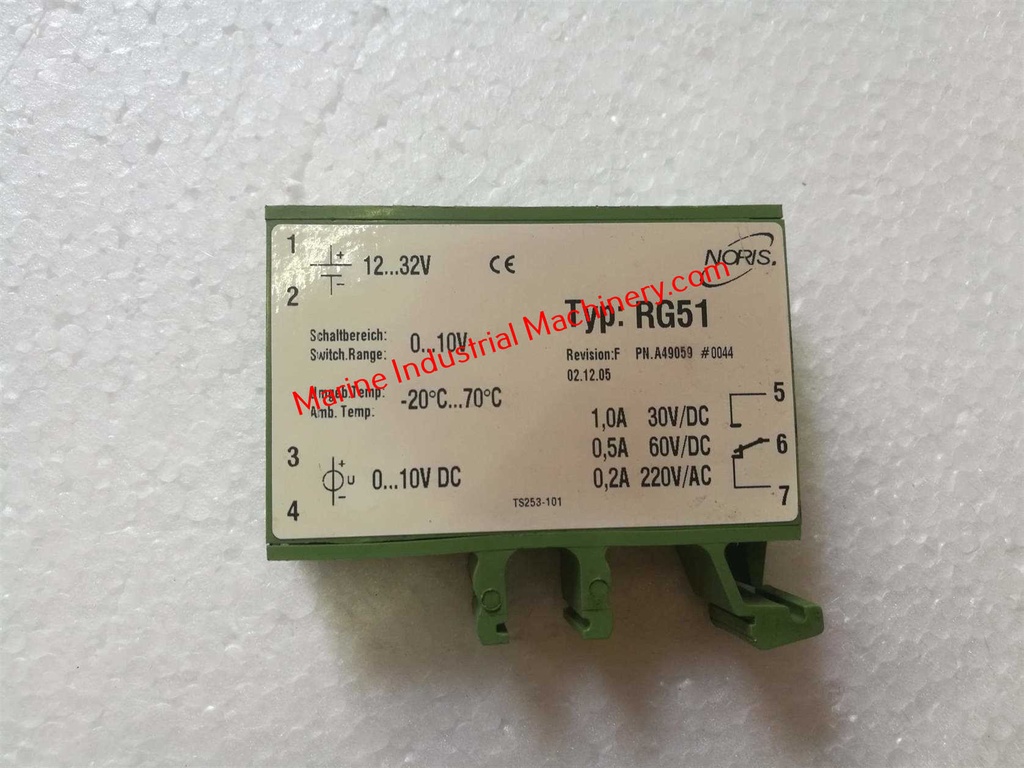 1
+
12...32V
CE
NORIS.
-
2
Typ: RG51
Schaltbereich:
Switch.Range:
0...10V
Revision:F PN.A49059 #0044
02.12.05
Umgeb.Temp:
Amb. Temp:
-20°C...70°C
5
1,0A 30V/DC
0,5A 60V/DC
6
0,2A 220V/AC
7
3
+
U
0...10V DC
-
4
TS253-101
Marine Industrial Machinery.com